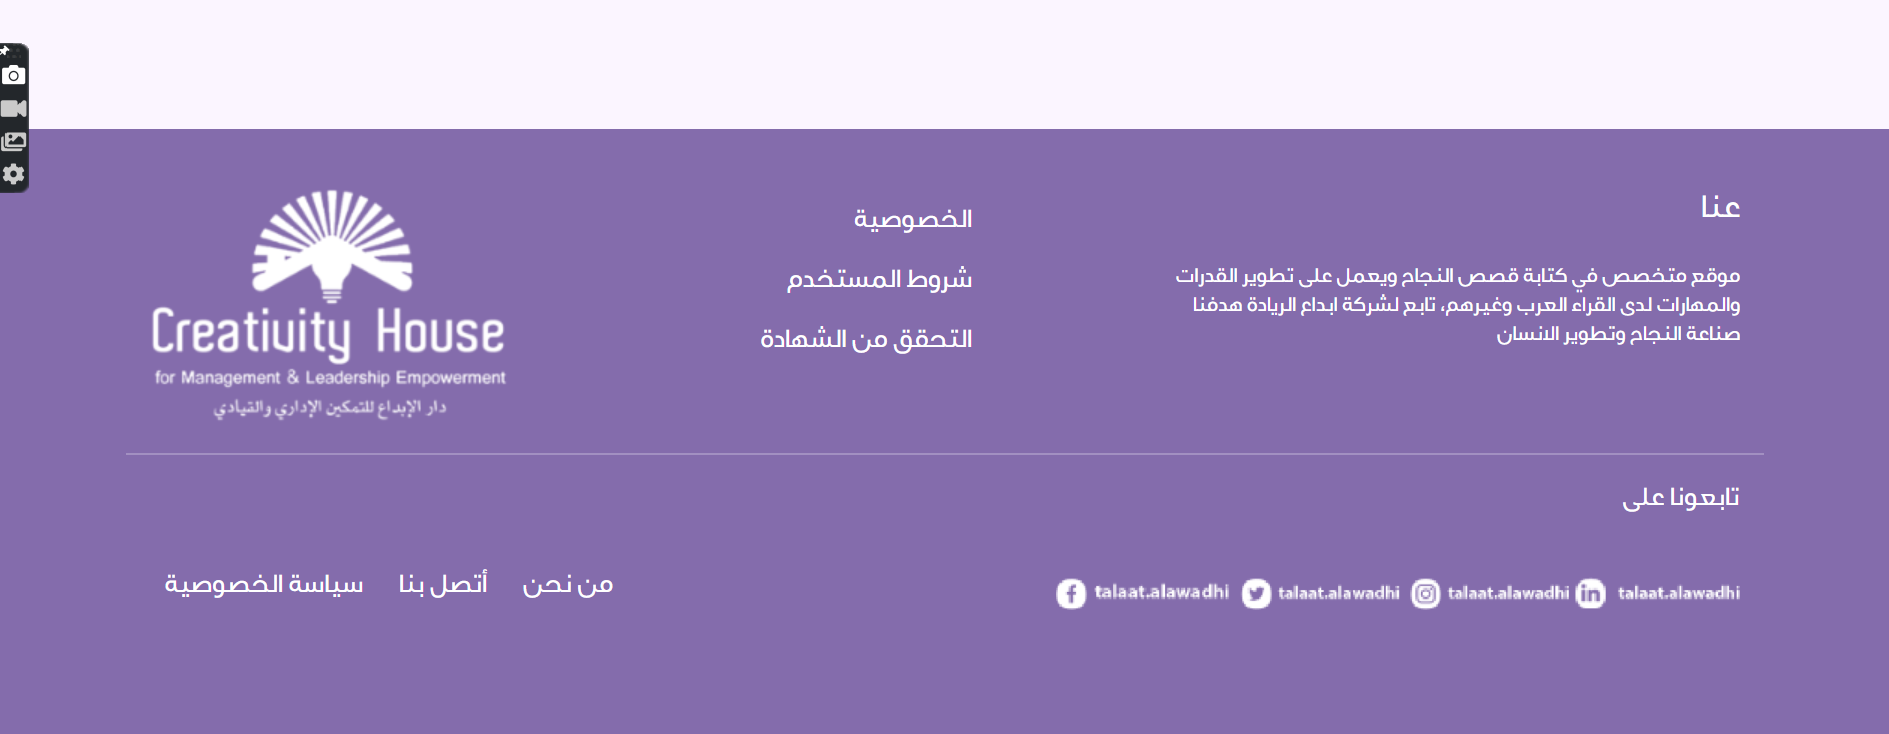 عنا
موقع متخصص في كتابة قصص النجاح ويعمل على تطوير القدرات
والمهارات لدى القراء العرب وغيرهم، تابع لشركة ابداع الريادة هدفنا
صناعة النجاح وتطوير الانسان
الخصوصية
شروط المستخدم
التحقق من الشهادة
Creativity House
for Management & Leadership Empowerment
دار الإبداع للتمكين الإداري والقيادي
تابعونا على
talaat.alawadhi talaat.alawadhi talaat.alawadhi talaat.alawadhi
من نحن أتصل بنا سياسة الخصوصية